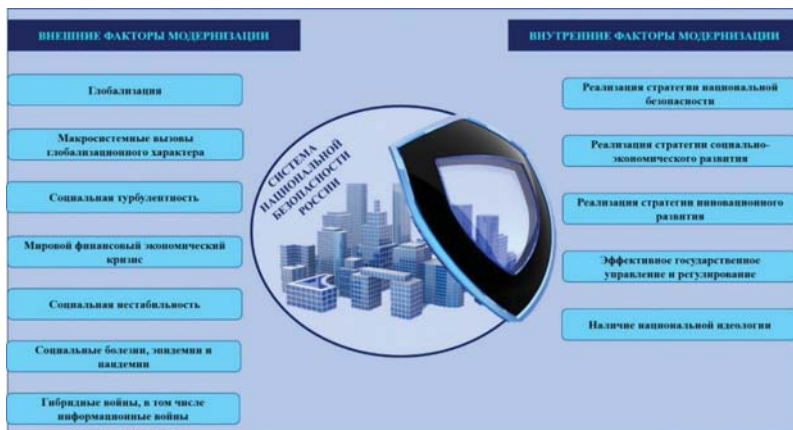 ВНЕШНИЕ ФАКТОРЫ МОДЕРНИЗАЦИИ
Глобализация
Макросистемные вызовы
глобализационного характера
Социальная турбулентность
Мировой финансовый экономический
кризис
Социальная нестабильность
Социальные болезни, эпидемии и
пандемии
Гибридные войны, в том числе
информационные войны
СИСТЕМА
НАЦИОНАЛЬНОЙ
БЕЗОПАСНОСТИ
РОССИИ
ВНУТРЕННИЕ ФАКТОРЫ МОДЕРНИЗАЦИИ
Реализация стратегии национальной
безопасности
Реализация стратегии социально-
экономического развития
Реализация стратегии инновационного
развития
Эффективное государственное
управление и регулирование
Наличие национальной идеологии